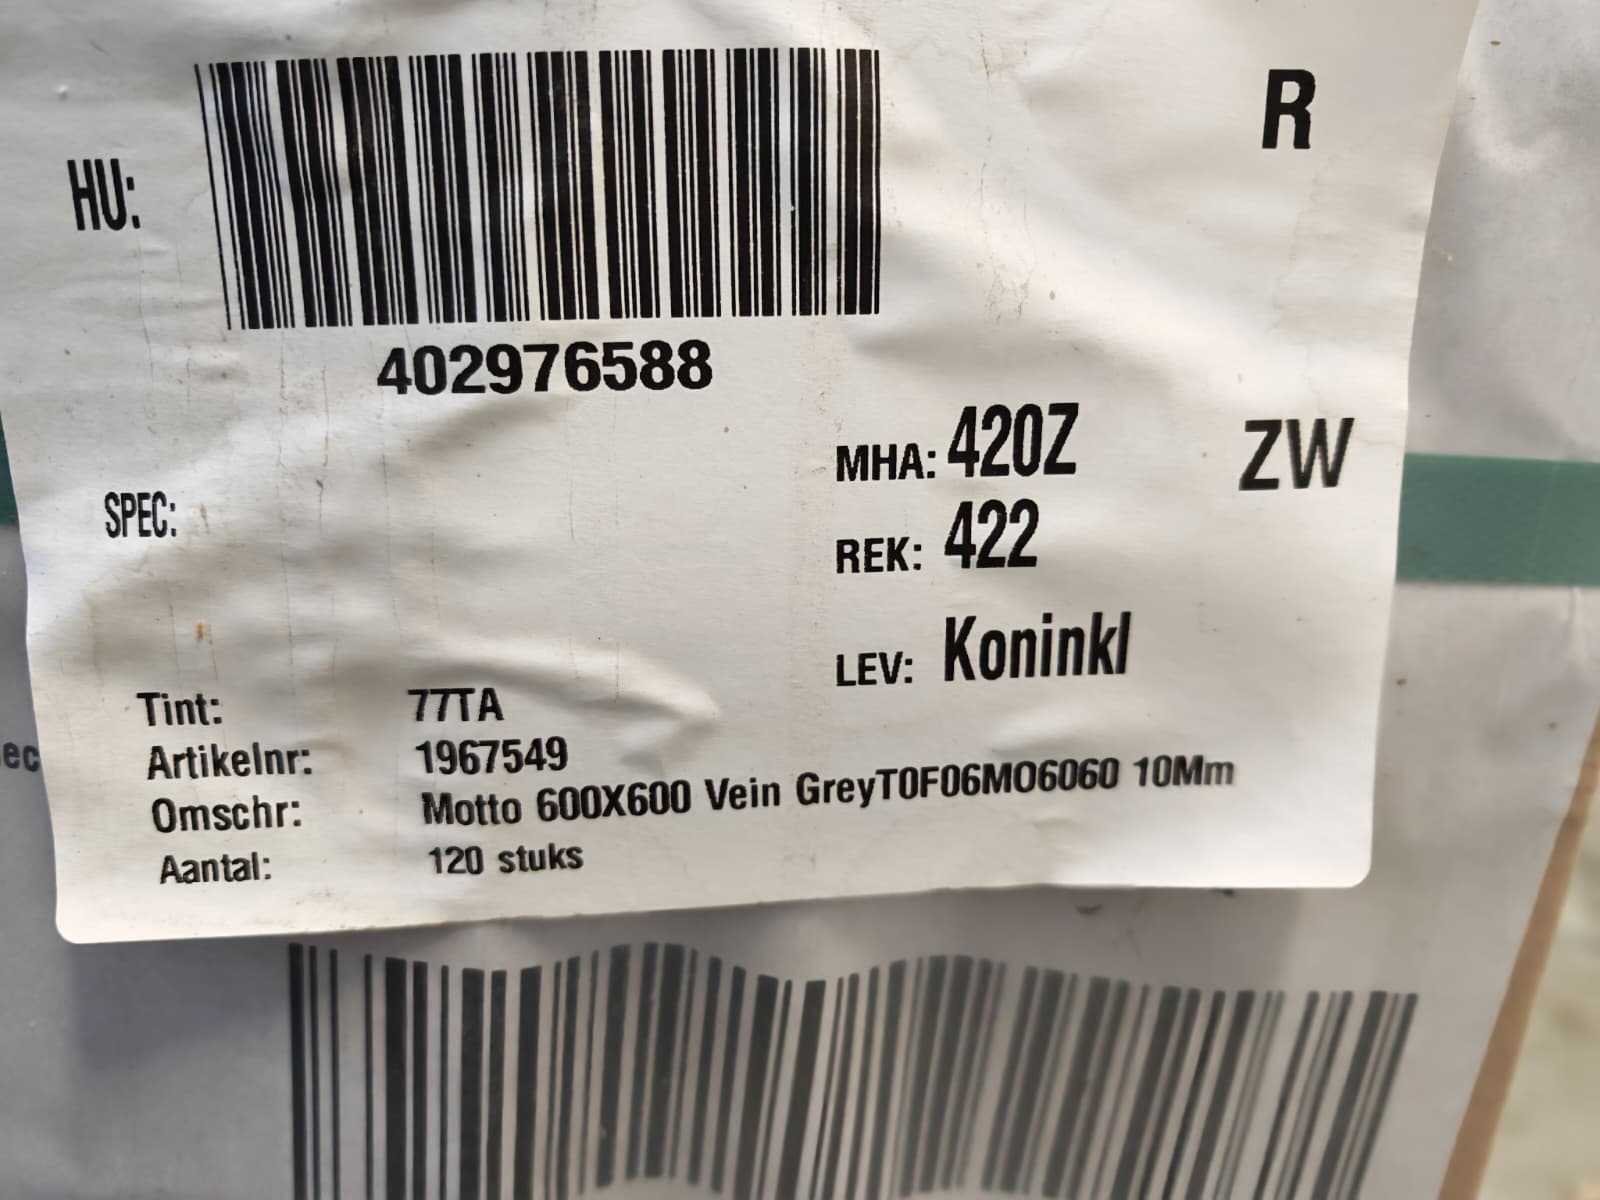 R
HU:
402976588
MHA: 420Z ZW
SPEC:
REK: 422
LEV: Koninkl
Tint: 77TA
Artikelnr: 1967549
Omschr: Motto 600X600 Vein GreyT0F06MO6060 10Mm
Aantal: 120 stuks